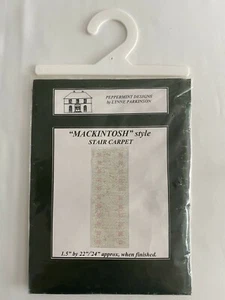 PEPPERMINT DESIGNS
by LYNNE PARKINSON
"MACKINTOSH" style
STAIR CARPET
1.5" by 22"/24" approx, when finished.